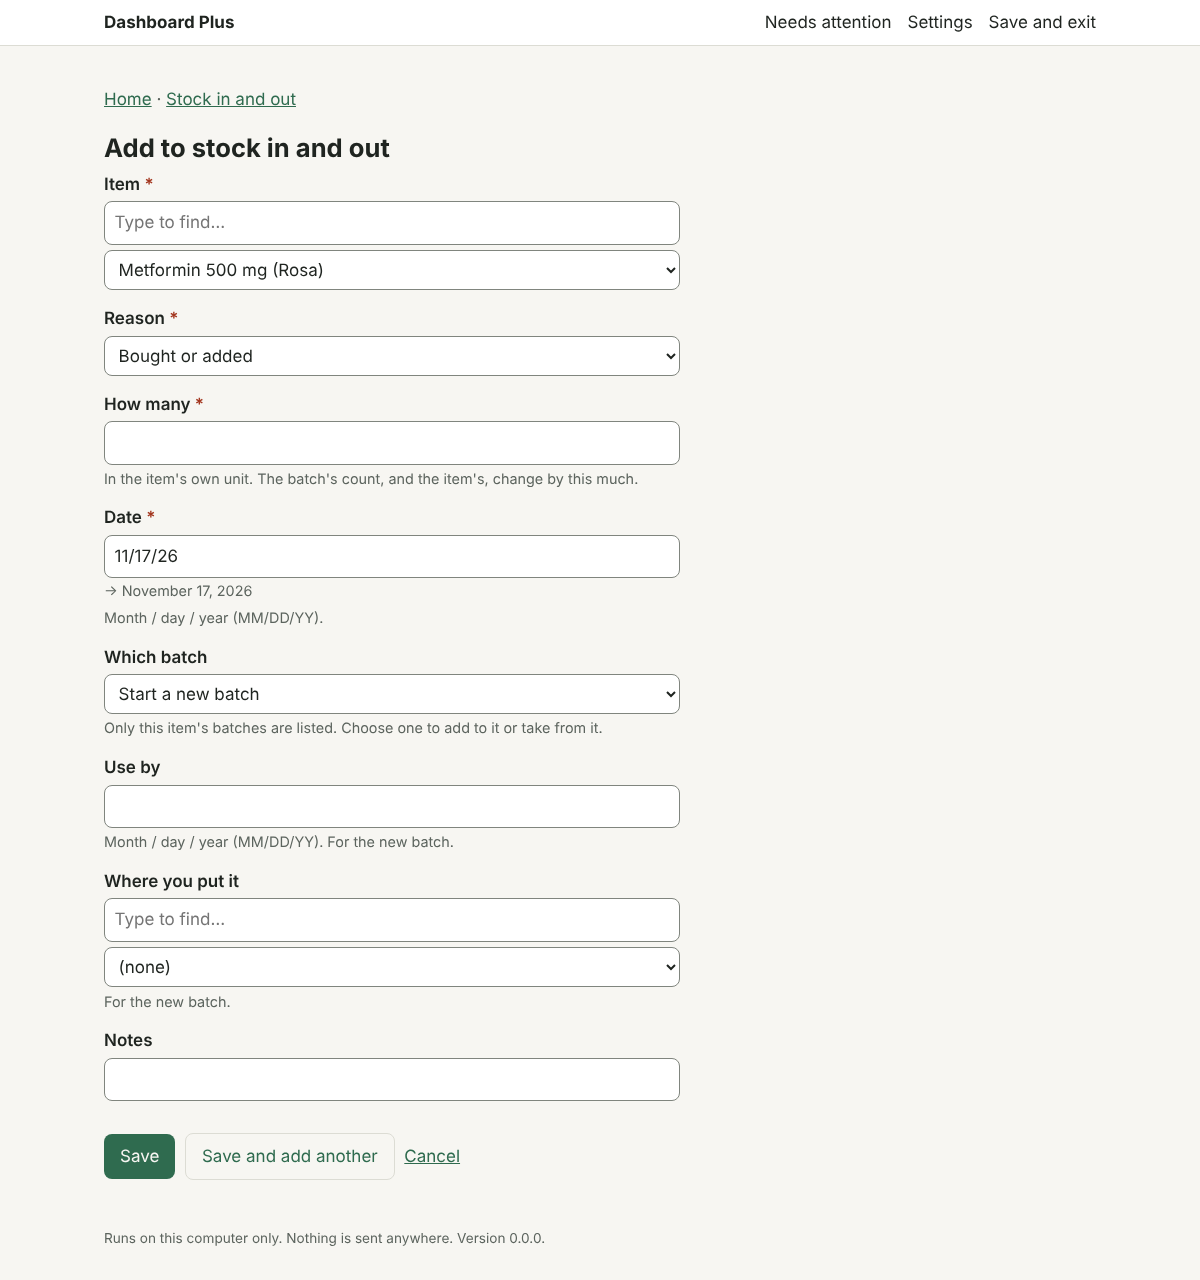 Dashboard Plus
Needs attention Settings Save and exit
Home · Stock in and out
Add to stock in and out
Item *
Type to find...
Metformin 500 mg (Rosa)
Reason *
Bought or added
How many *
In the item's own unit. The batch's count, and the item's, change by this much.
Date *
11/17/26
→ November 17, 2026
Month / day / year (MM/DD/YY).
Which batch
Start a new batch
Only this item's batches are listed. Choose one to add to it or take from it.
Use by
Month / day / year (MM/DD/YY). For the new batch.
Where you put it
Type to find...
(none)
For the new batch.
Notes
Save Save and add another Cancel
Runs on this computer only. Nothing is sent anywhere. Version 0.0.0.